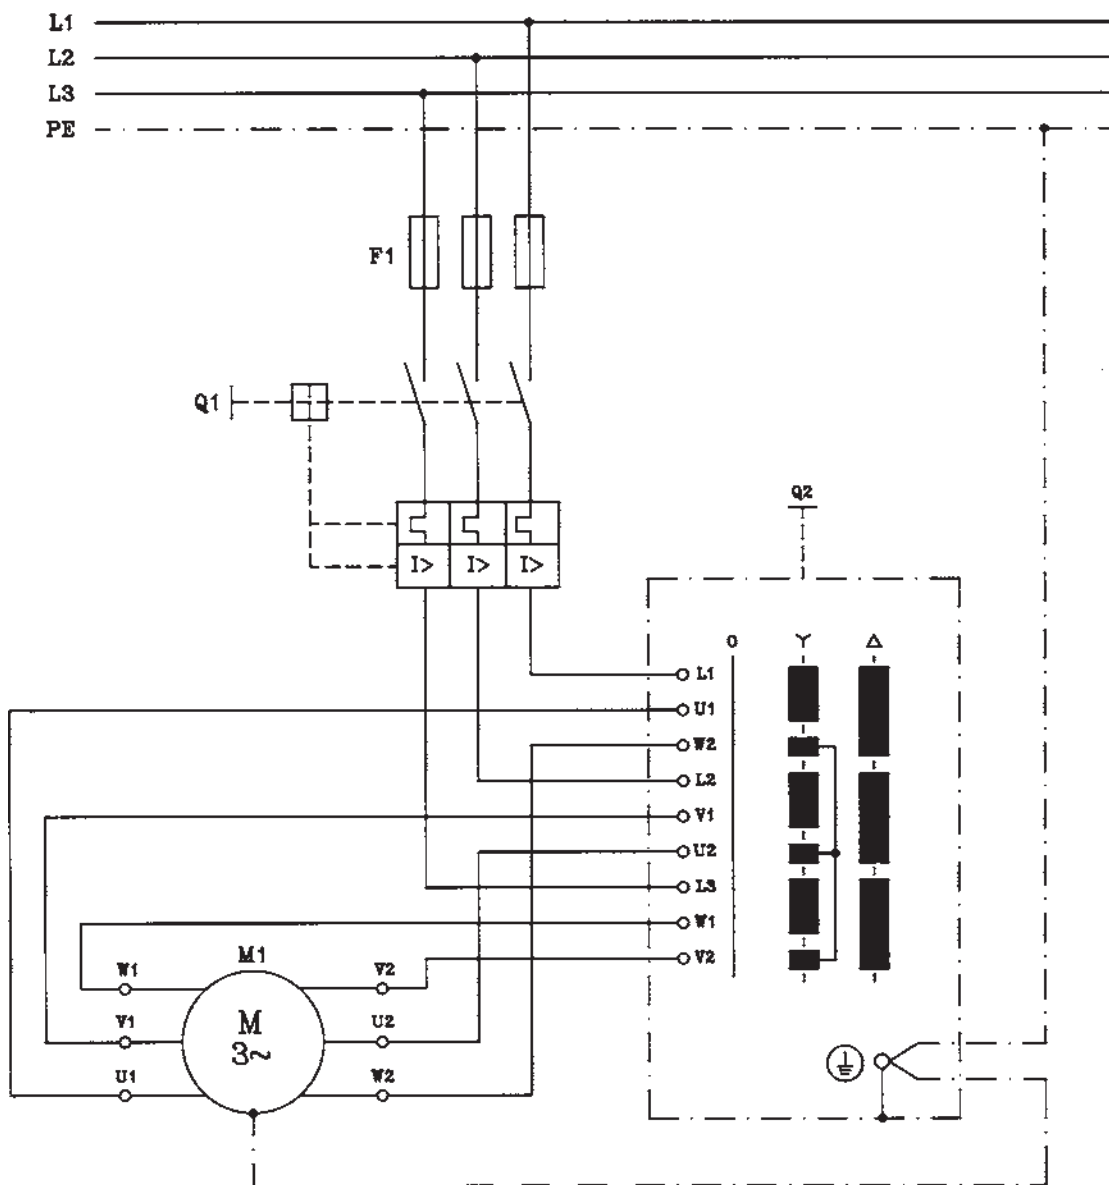 L1
L2
L3
PE
F1
Q1
Q2
I> I> I>
0 Y Δ
L1
U1
W2
L2
V1
U2
L3
W1
V2
M1
W1 V2
M
V1 U2
3~
U1 W2